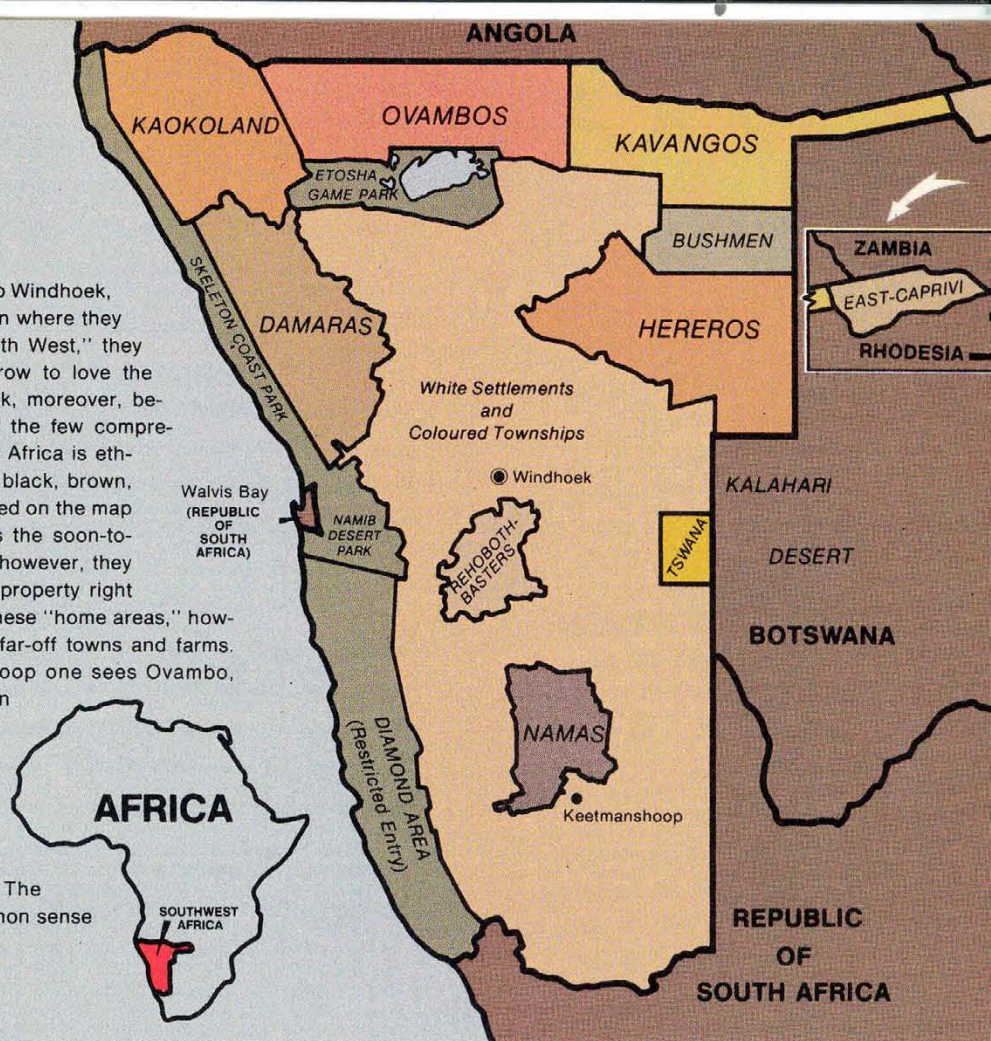 ANGOLA
KAOKOLAND
OVAMBOS
KAVANGOS
ETOSHA
GAME PARK
BUSHMEN
ZAMBIA
EAST-CAPRIVI
RHODESIA
SKELETON COAST PARK
DAMARAS
HEREROS
White Settlements
and
Coloured Townships
Windhoek
KALAHARI
DESERT
Walvis Bay
(REPUBLIC
OF
SOUTH
AFRICA)
NAMIB
DESERT
PARK
REHOBOTH-
BASTERS
TSWANA
BOTSWANA
DIAMOND AREA
(Restricted Entry)
NAMAS
Keetmanshoop
REPUBLIC
OF
SOUTH AFRICA
o Windhoek,
n where they
th West," they
row to love the
k, moreover, be-
the few compre-
Africa is eth-
black, brown,
ed on the map
s the soon-to-
however, they
property right
nese "home areas," how-
far-off towns and farms.
oop one sees Ovambo,
n
AFRICA
SOUTHWEST
AFRICA
The
non sense